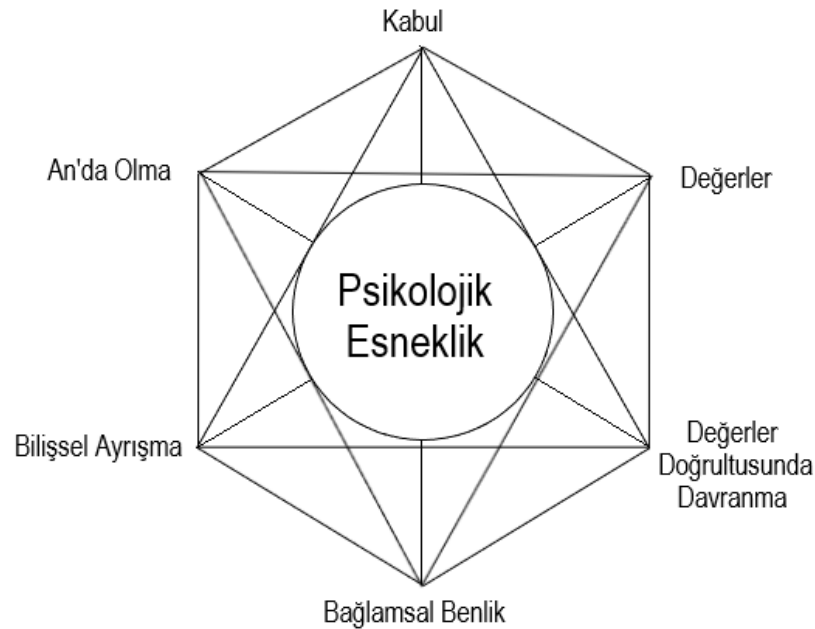 Kabul
An'da Olma
Değerler
Psikolojik
Esneklik
Bilişsel Ayrışma
Değerler
Doğrultusunda
Davranma
Bağlamsal Benlik